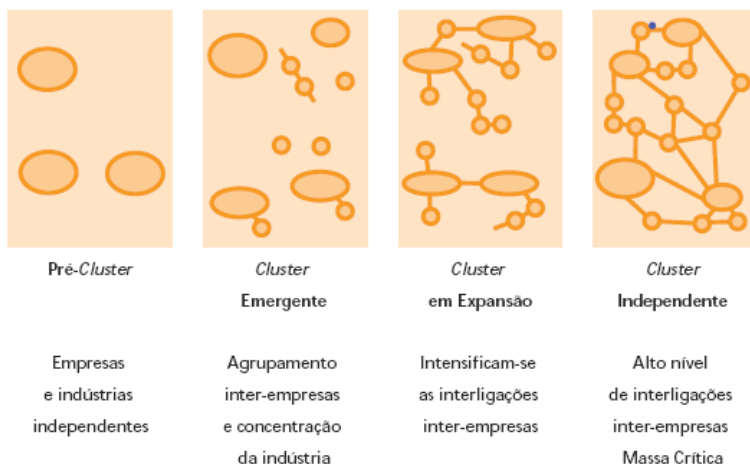 Pré-Cluster
Empresas
e indústrias
independentes
Cluster
Emergente
Agrupamento
inter-empresas
e concentração
da indústria
Cluster
em Expansão
Intensificam-se
as interligações
inter-empresas
Cluster
Independente
Alto nível
de interligações
inter-empresas
Massa Crítica